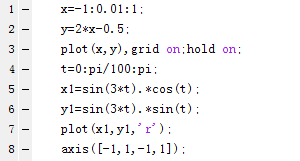 1 – x=-1:0.01:1;
2 – y=2*x-0.5;
3 – plot(x,y),grid on;hold on;
4 – t=0:pi/100:pi;
5 – x1=sin(3*t).*cos(t);
6 – y1=sin(3*t).*sin(t);
7 – plot(x1,y1,'r');
8 – axis([-1,1,-1,1]);